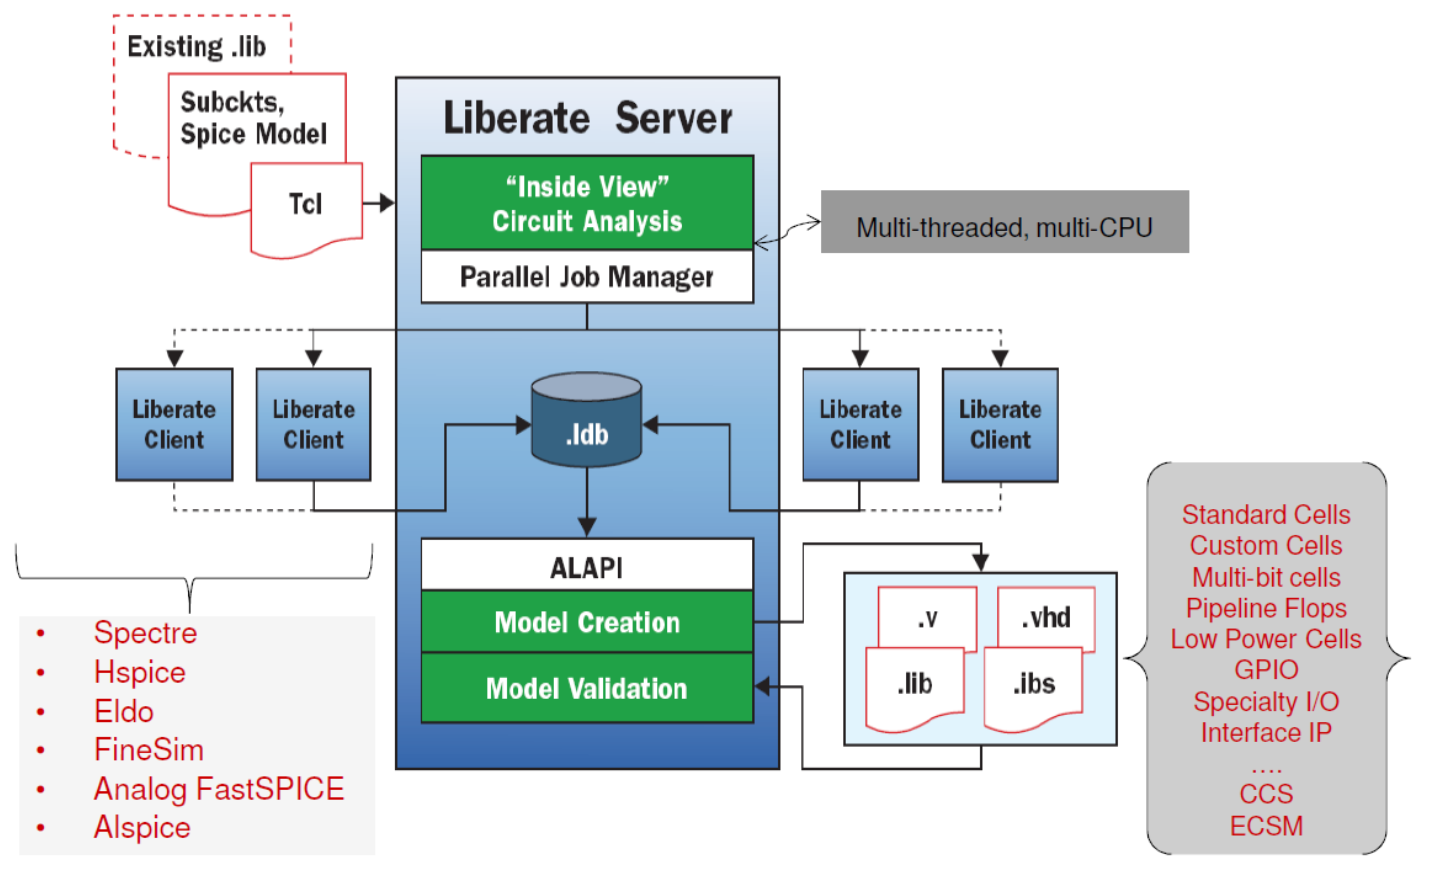 Existing .lib
Subckts,
Spice Model
Tcl
Liberate Server
“Inside View”
Circuit Analysis
Parallel Job Manager
Multi-threaded, multi-CPU
Liberate
Client
Liberate
Client
.ldb
Liberate
Client
Liberate
Client
ALAPI
Model Creation
Model Validation
.v
.vhd
.lib
.ibs
• Spectre
• Hspice
• Eldo
• FineSim
• Analog FastSPICE
• Alspice
Standard Cells
Custom Cells
Multi-bit cells
Pipeline Flops
Low Power Cells
GPIO
Specialty I/O
Interface IP
....
CCS
ECSM